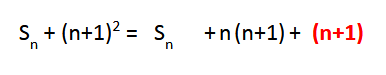 Sₙ + (n+1)² = Sₙ + n (n+1) + (n+1)